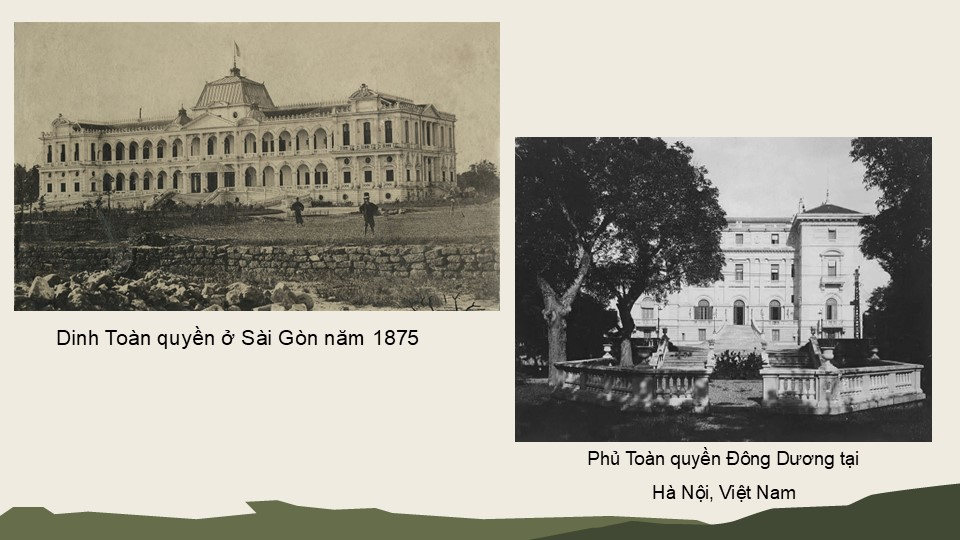 Dinh Toàn quyền ở Sài Gòn năm 1875
Phủ Toàn quyền Đông Dương tại
Hà Nội, Việt Nam